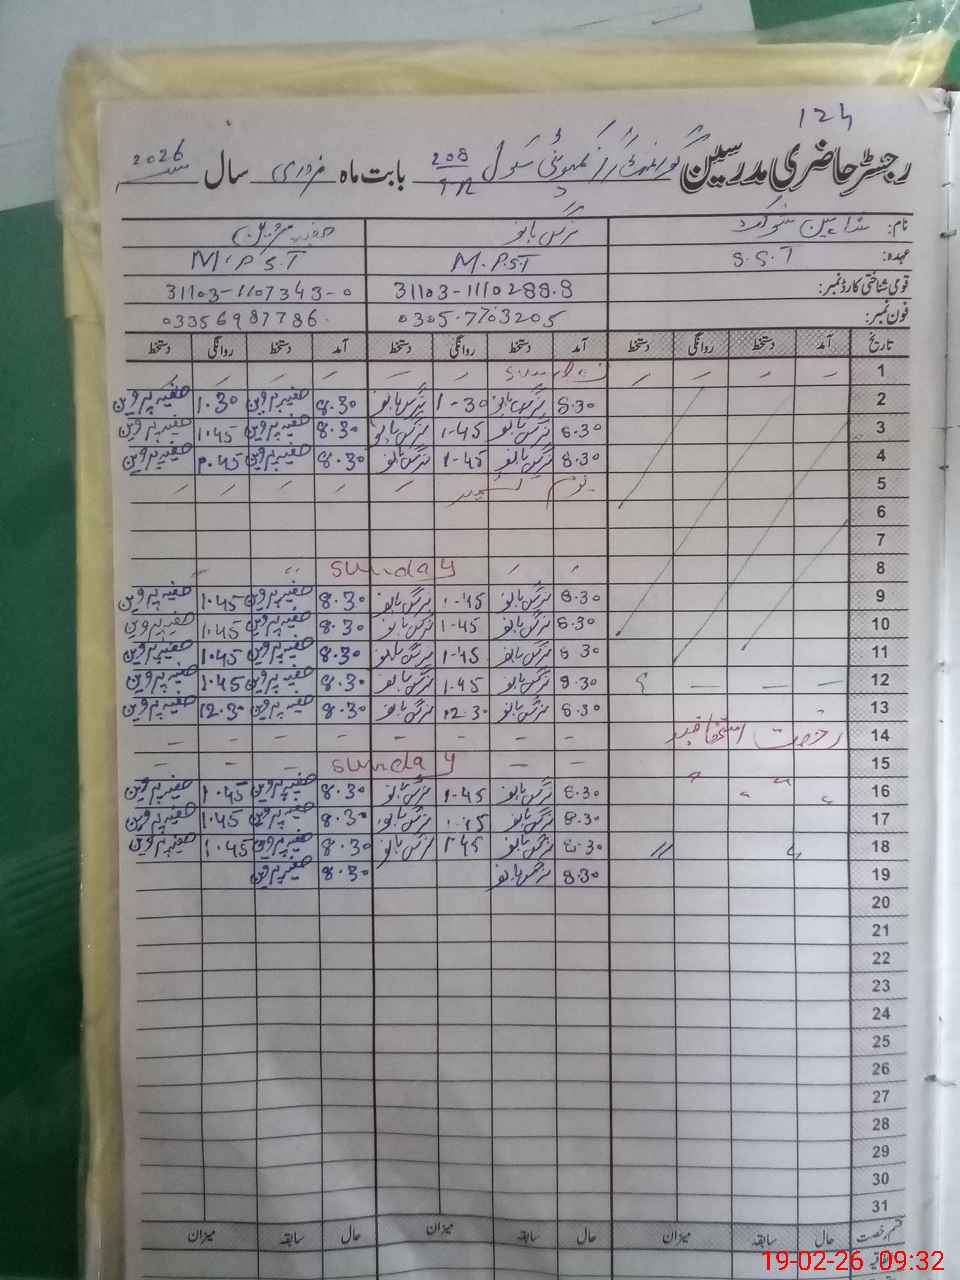 124
رجسٹر حاضری مدرسین گورنمنٹ گرلز کمیونٹی سکول 208 9R بابت ماہ فروری سال 2026
نام: شوکت نرگس بانو صفیہ پروین
عہدہ: S.S.T M.P.S.T M.P.S.T
قومی شناختی کارڈ نمبر: 31103-1110288.8 31103-1107343-0
فون نمبر: 0305.7703205 03356987786
تاریخ آمد دستخط روانگی دستخط آمد دستخط روانگی دستخط آمد دستخط روانگی دستخط
1 Sunday
2 8.30 نرگس بانو 1-30 نرگس بانو 8.30 صفیہ پروین 1.30 صفیہ پروین
3 8.30 نرگس بانو 1-45 نرگس بانو 8.30 صفیہ پروین 1.45 صفیہ پروین
4 8.30 نرگس بانو 1-45 نرگس بانو 8.30 صفیہ پروین 1.45 صفیہ پروین
5 یوم
6
7
8 Sunday
9 8.30 نرگس بانو 1-45 نرگس بانو 8.30 صفیہ پروین 1.45 صفیہ پروین
10 8.30 نرگس بانو 1-45 نرگس بانو 8.30 صفیہ پروین 1.45 صفیہ پروین
11 8 30 نرگس بانو 1-45 نرگس بانو 8.30 صفیہ پروین 1.45 صفیہ پروین
12 8.30 نرگس بانو 1-45 نرگس بانو 8.30 صفیہ پروین 1.45 صفیہ پروین
13 8.30 نرگس بانو 12.30 نرگس بانو 8.30 صفیہ پروین 12.30 صفیہ پروین
14 رخصت
15 Sunday
16 8.30 نرگس بانو 1-45 نرگس بانو 8.30 صفیہ پروین 1.45 صفیہ پروین
17 8.30 نرگس بانو 1-45 نرگس بانو 8.30 صفیہ پروین 1.45 صفیہ پروین
18 〃 〃 8.30 نرگس بانو 1-45 نرگس بانو 8.30 صفیہ پروین 1.45 صفیہ پروین
19 8.30 نرگس بانو 8.30 صفیہ پروین
20
21
22
23
24
25
26
27
28
29
30
31
قسم رخصت حال سابقہ میزان حال سابقہ میزان حال سابقہ میزان
19-02-26 09:32